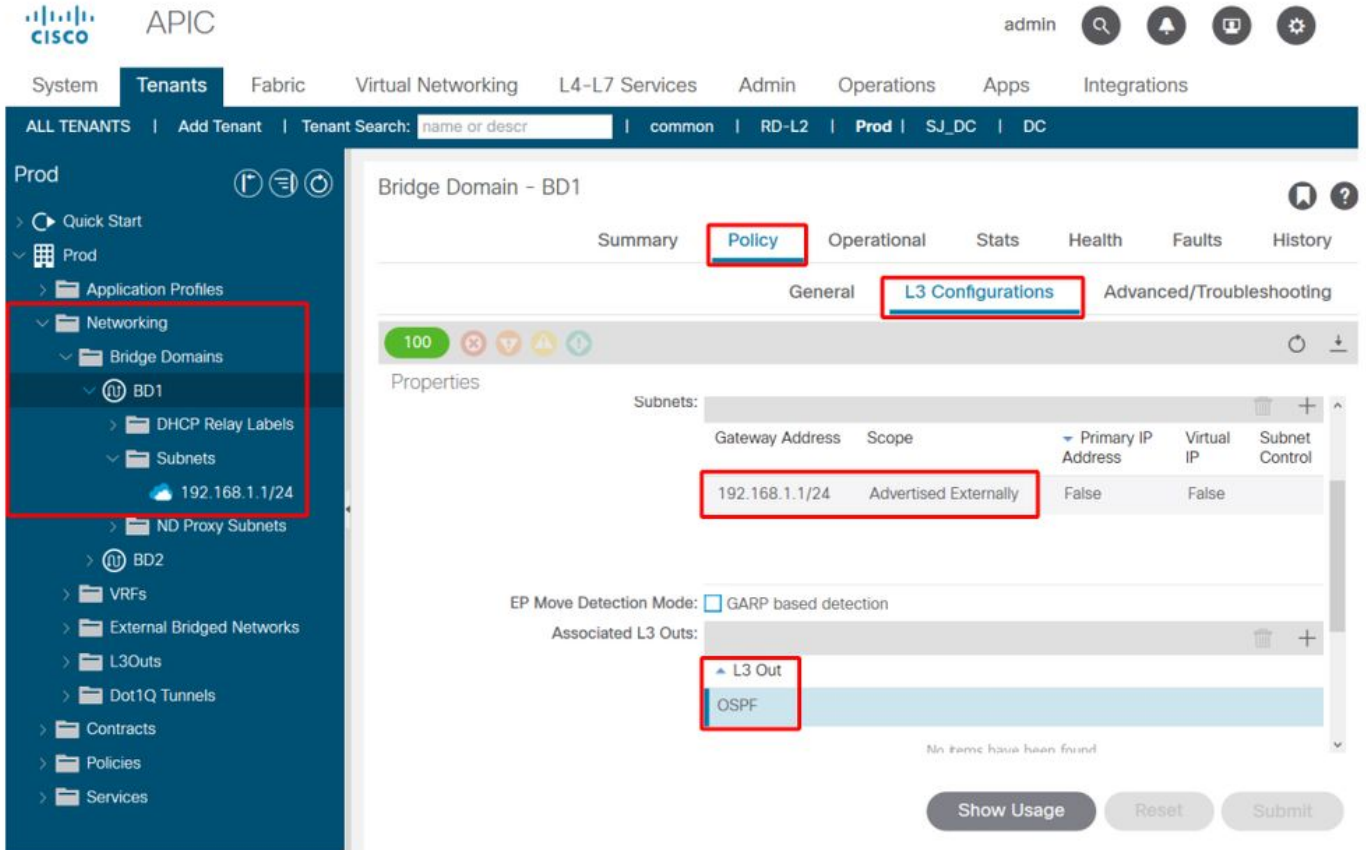 CISCO
APIC
admin
System Tenants Fabric Virtual Networking L4-L7 Services Admin Operations Apps Integrations
ALL TENANTS | Add Tenant | Tenant Search: name or descr | common | RD-L2 | Prod | SJ_DC | DC
Prod
Quick Start
Prod
Application Profiles
Networking
Bridge Domains
BD1
DHCP Relay Labels
Subnets
192.168.1.1/24
ND Proxy Subnets
BD2
VRFs
External Bridged Networks
L3Outs
Dot1Q Tunnels
Contracts
Policies
Services
Bridge Domain - BD1
Summary Policy Operational Stats Health Faults History
General L3 Configurations Advanced/Troubleshooting
100
Properties
Subnets:
Gateway Address Scope Primary IP Address Virtual IP Subnet Control
192.168.1.1/24 Advertised Externally False False
EP Move Detection Mode: GARP based detection
Associated L3 Outs:
L3 Out
OSPF
No items have been found
Show Usage Reset Submit